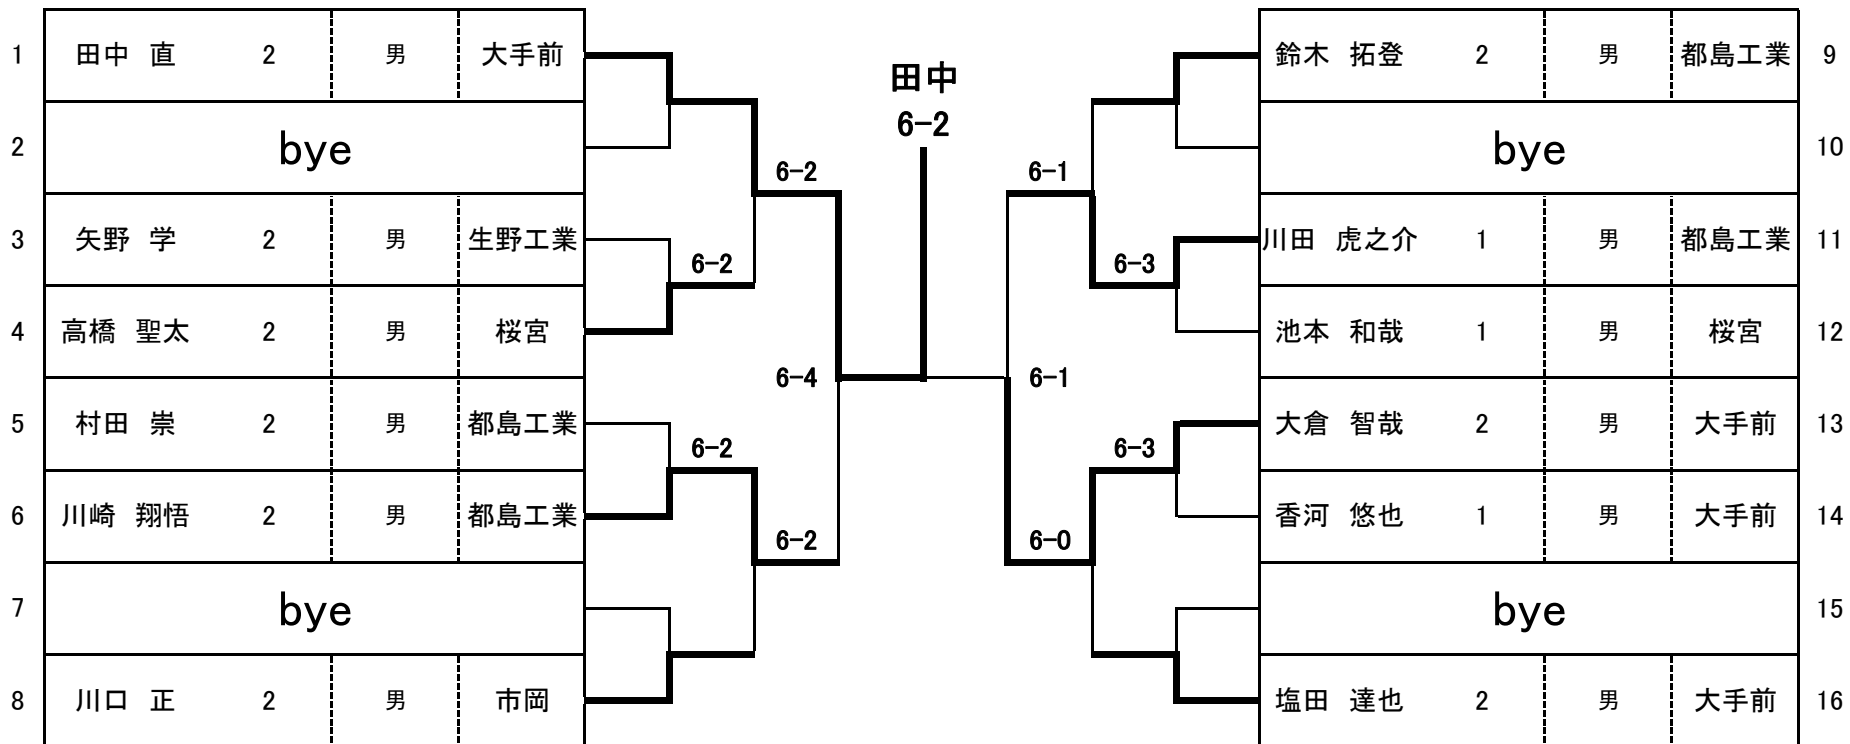 1 田中 直 2 男 大手前
2 bye
3 矢野 学 2 男 生野工業
4 高橋 聖太 2 男 桜宮
5 村田 崇 2 男 都島工業
6 川崎 翔悟 2 男 都島工業
7 bye
8 川口 正 2 男 市岡
6-2
6-2
6-4
6-2
6-2
田中
6-2
6-1
6-3
6-1
6-3
6-0
鈴木 拓登 2 男 都島工業 9
bye 10
川田 虎之介 1 男 都島工業 11
池本 和哉 1 男 桜宮 12
大倉 智哉 2 男 大手前 13
香河 悠也 1 男 大手前 14
bye 15
塩田 達也 2 男 大手前 16